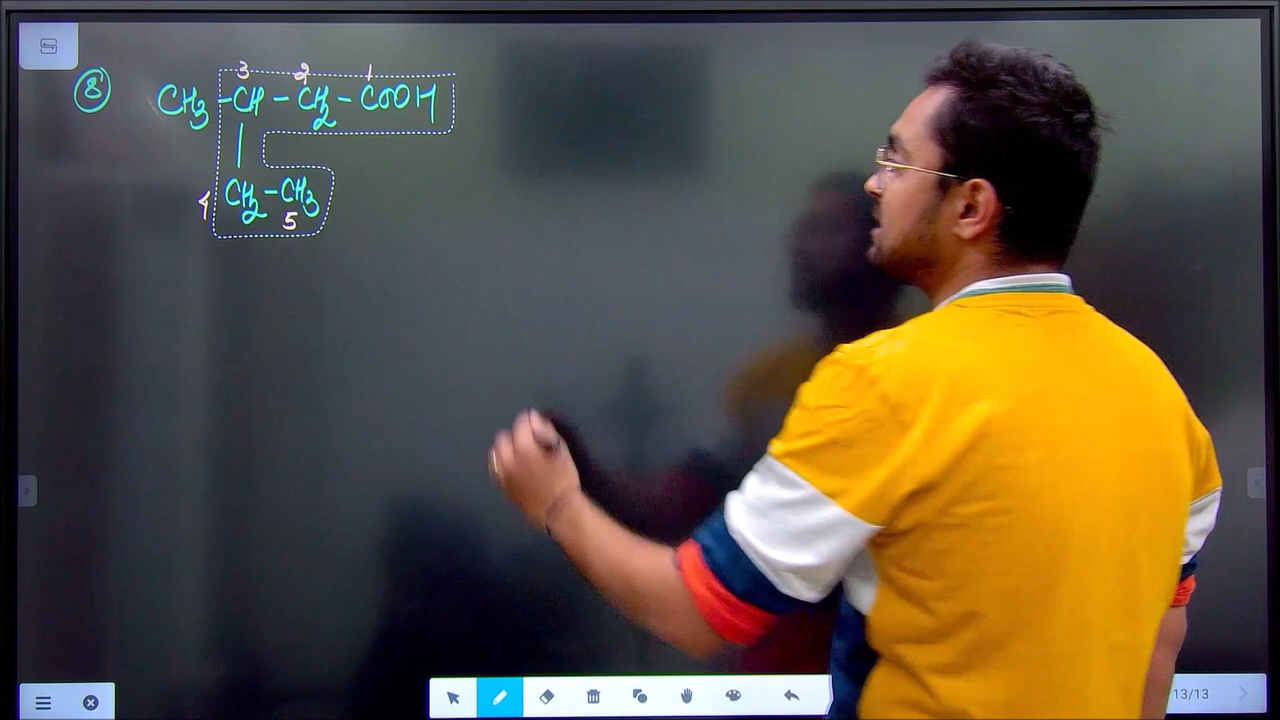 3 2 1
⑧ CH₃ - CH - CH₂ - COOH
|
4 CH₂ - CH₃
5
13/13